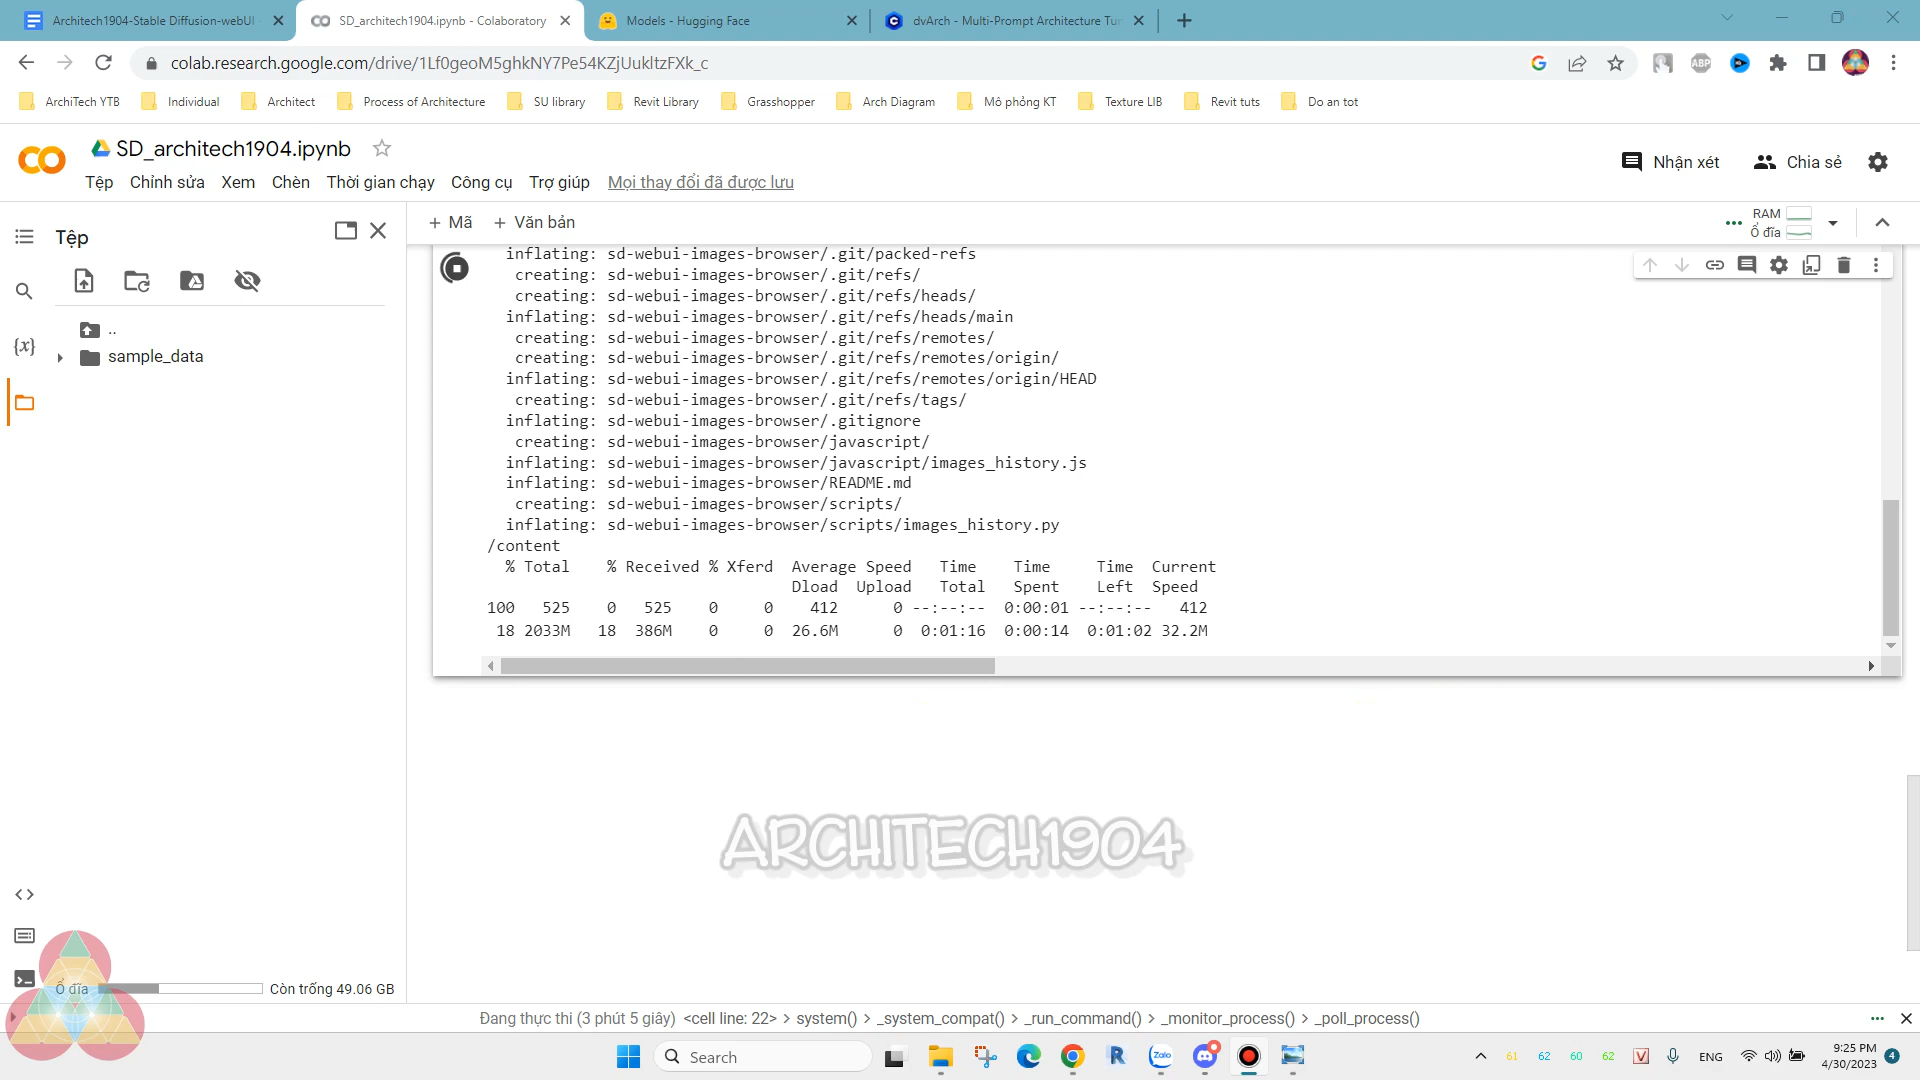 Architech1904-Stable Diffusion-webUI
SD_architech1904.ipynb - Colaboratory
Models - Hugging Face
dvArch - Multi-Prompt Architecture Tun
colab.research.google.com/drive/1Lf0geoM5ghkNY7Pe54KZjUukltzFXk_c
ABP
ArchiTech YTB
Individual
Architect
Process of Architecture
SU library
Revit Library
Grasshopper
Arch Diagram
Mô phỏng KT
Texture LIB
Revit tuts
Do an tot
SD_architech1904.ipynb
Nhận xét
Chia sẻ
Tệp Chỉnh sửa Xem Chèn Thời gian chạy Công cụ Trợ giúp Mọi thay đổi đã được lưu
Tệp
+ Mã + Văn bản
RAM
Ổ đĩa
..
sample_data
{x}
inflating: sd-webui-images-browser/.git/packed-refs
creating: sd-webui-images-browser/.git/refs/
creating: sd-webui-images-browser/.git/refs/heads/
inflating: sd-webui-images-browser/.git/refs/heads/main
creating: sd-webui-images-browser/.git/refs/remotes/
creating: sd-webui-images-browser/.git/refs/remotes/origin/
inflating: sd-webui-images-browser/.git/refs/remotes/origin/HEAD
creating: sd-webui-images-browser/.git/refs/tags/
inflating: sd-webui-images-browser/.gitignore
creating: sd-webui-images-browser/javascript/
inflating: sd-webui-images-browser/javascript/images_history.js
inflating: sd-webui-images-browser/README.md
creating: sd-webui-images-browser/scripts/
inflating: sd-webui-images-browser/scripts/images_history.py
/content
% Total % Received % Xferd Average Speed Time Time Time Current
Dload Upload Total Spent Left Speed
100 525 0 525 0 0 412 0 --:--:-- 0:00:01 --:--:-- 412
18 2033M 18 386M 0 0 26.6M 0 0:01:16 0:00:14 0:01:02 32.2M
ARCHITECH1904
Ổ đĩa
Còn trống 49.06 GB
Đang thực thi (3 phút 5 giây) <cell line: 22> > system() > _system_compat() > _run_command() > _monitor_process() > _poll_process()
Search
R
Zalo
61 62 60 62
V
ENG
9:25 PM
4/30/2023
4